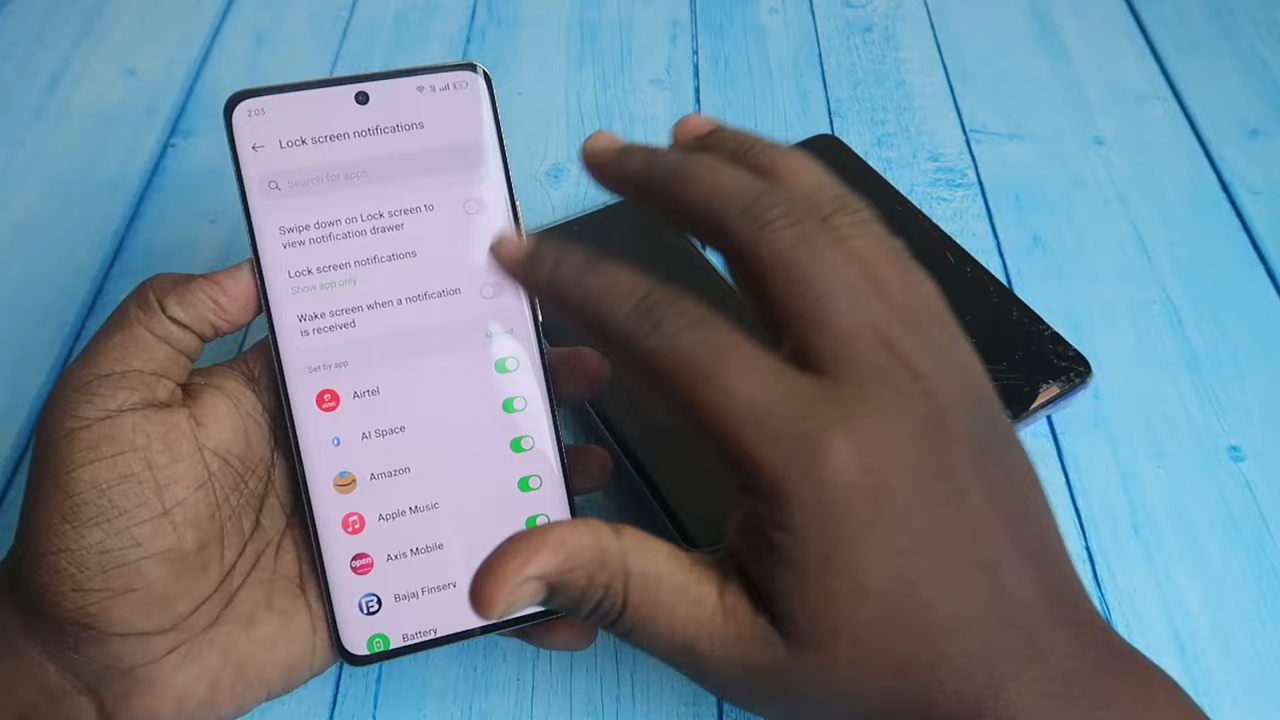 2:03
Lock screen notifications
Search for apps
Swipe down on Lock screen to
view notification drawer
Lock screen notifications
Show app only
Wake screen when a notification
is received
Set by app
Airtel
AI Space
Amazon
Apple Music
open
Axis Mobile
Bajaj Finserv
Battery